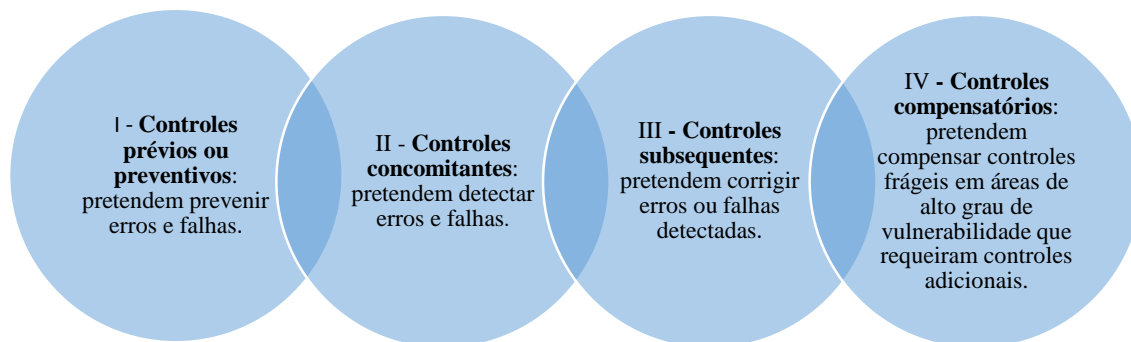 I - Controles
prévios ou
preventivos:
pretendem prevenir
erros e falhas.
II - Controles
concomitantes:
pretendem detectar
erros e falhas.
III - Controles
subsequentes:
pretendem corrigir
erros ou falhas
detectadas.
IV - Controles
compensatórios:
pretendem
compensar controles
frágeis em áreas de
alto grau de
vulnerabilidade que
requeiram controles
adicionais.